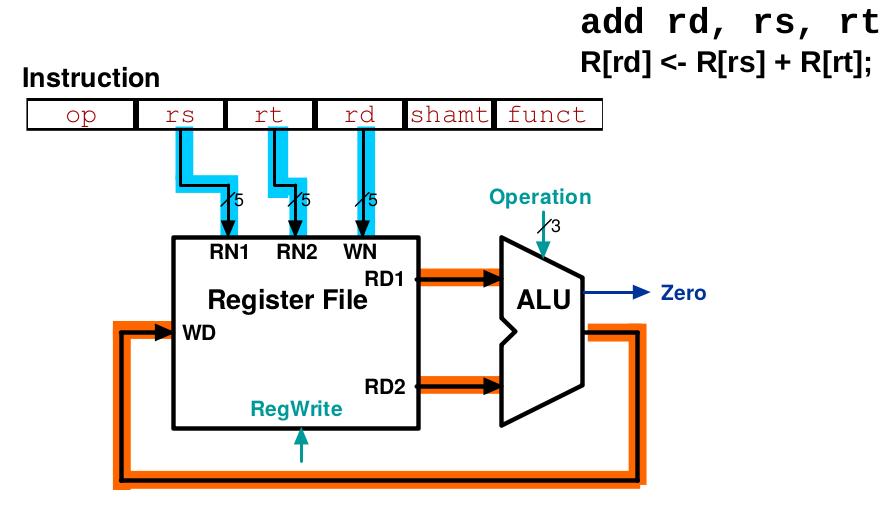 add rd, rs, rt
R[rd] <- R[rs] + R[rt];
Instruction
op rs rt rd shamt funct
5 5 5
Operation
3
RN1 RN2 WN
RD1
Register File
ALU
Zero
WD
RD2
RegWrite